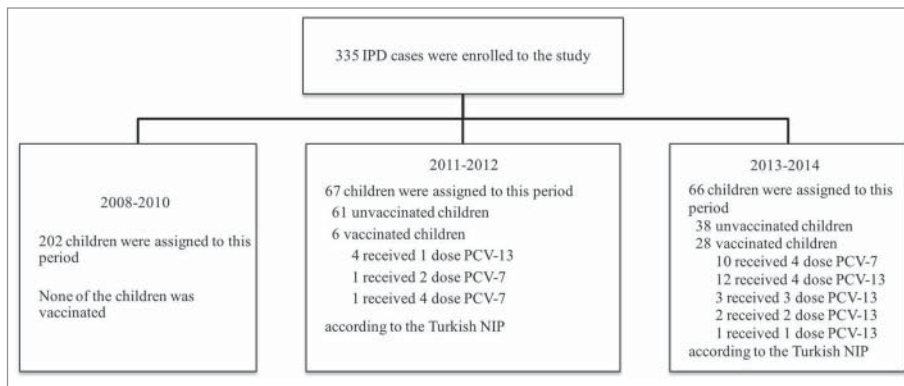 335 IPD cases were enrolled to the study
2008-2010
202 children were assigned to this
period
None of the children was
vaccinated
2011-2012
67 children were assigned to this period
61 unvaccinated children
6 vaccinated children
4 received 1 dose PCV-13
1 received 2 dose PCV-7
1 received 4 dose PCV-7
according to the Turkish NIP
2013-2014
66 children were assigned to this
period
38 unvaccinated children
28 vaccinated children
10 received 4 dose PCV-7
12 received 4 dose PCV-13
3 received 3 dose PCV-13
2 received 2 dose PCV-13
1 received 1 dose PCV-13
according to the Turkish NIP